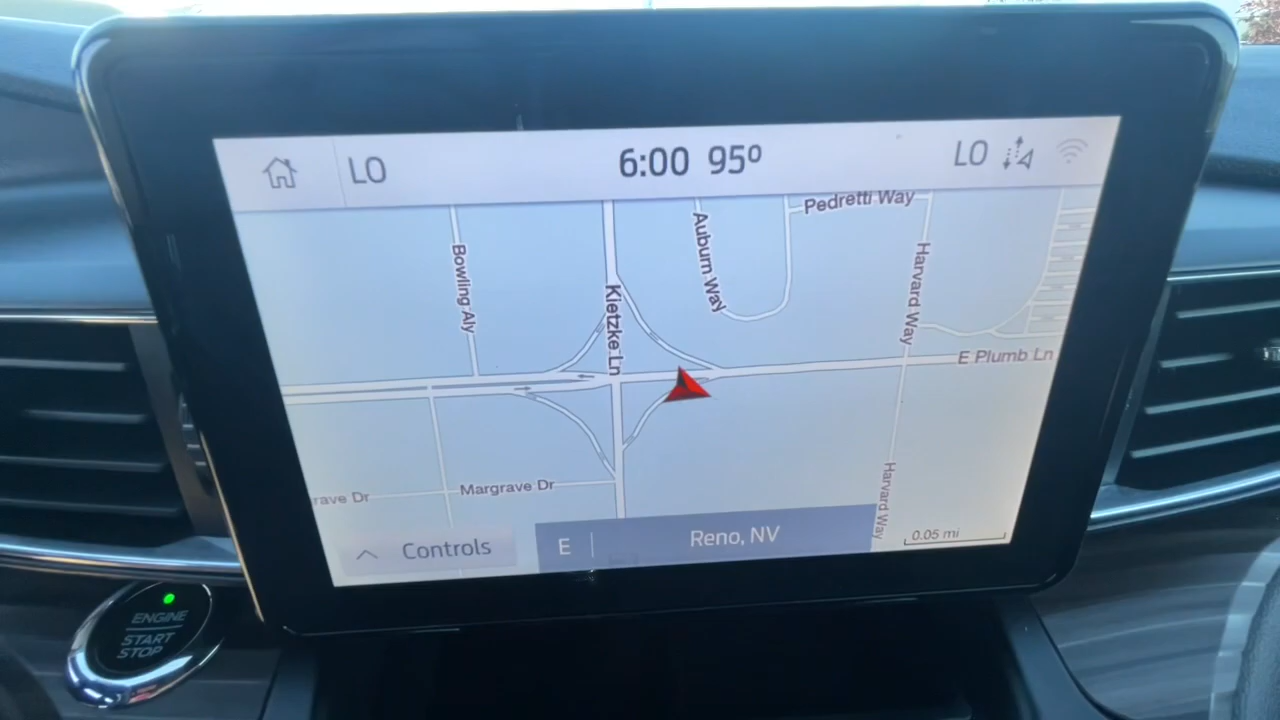 LO
6:00 95º
LO
Pedretti Way
Auburn Way
Bowling Aly
Kietzke Ln
Harvard Way
E Plumb Ln
rave Dr
Margrave Dr
Harvard Way
Controls
E
Reno, NV
0.05 mi
ENGINE
START
STOP